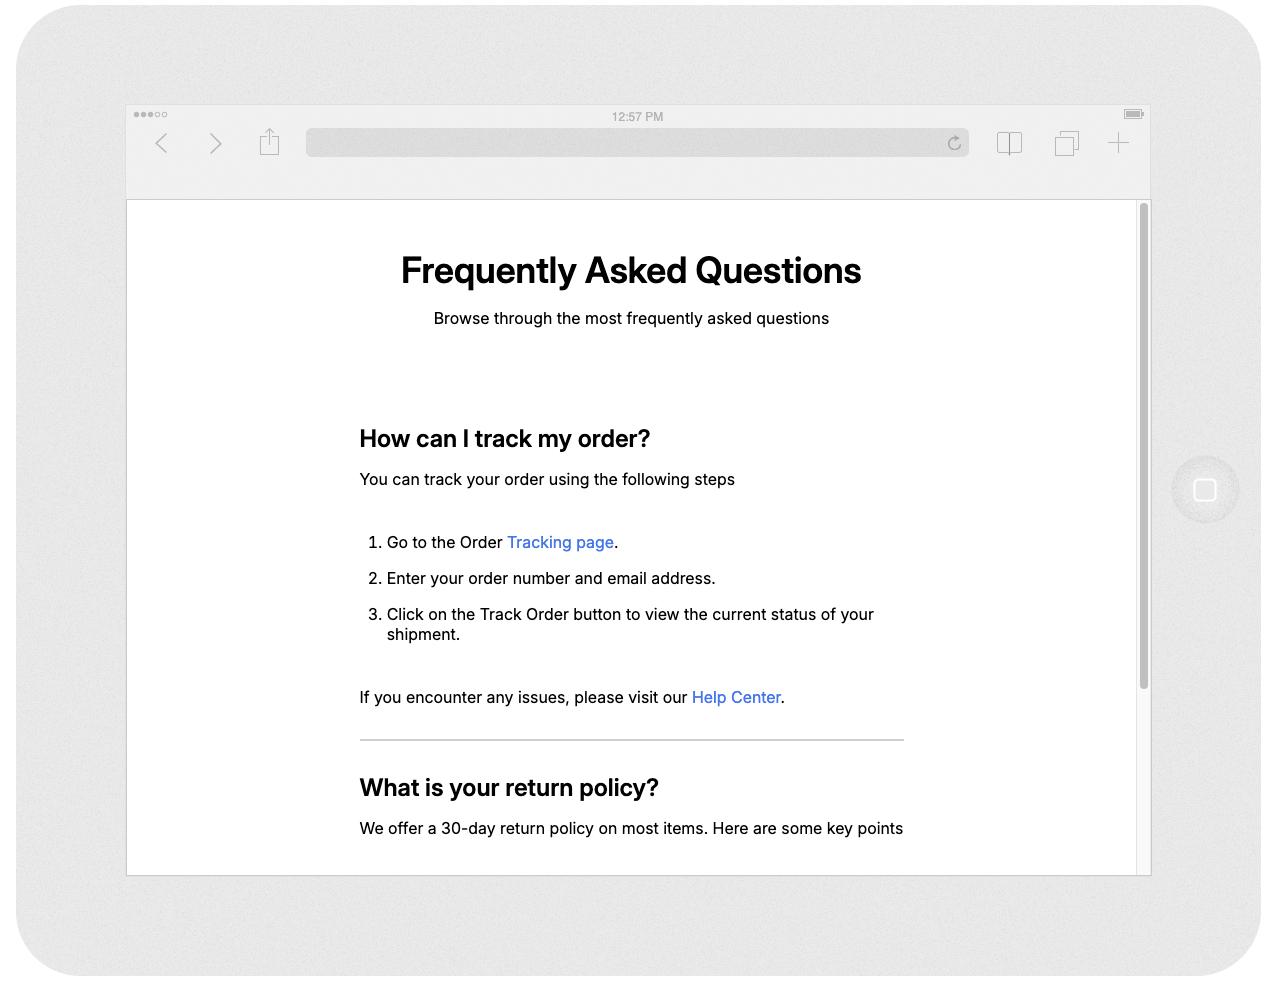 12:57 PM
Frequently Asked Questions
Browse through the most frequently asked questions
How can I track my order?
You can track your order using the following steps
1. Go to the Order Tracking page.
2. Enter your order number and email address.
3. Click on the Track Order button to view the current status of your
shipment.
If you encounter any issues, please visit our Help Center.
What is your return policy?
We offer a 30-day return policy on most items. Here are some key points